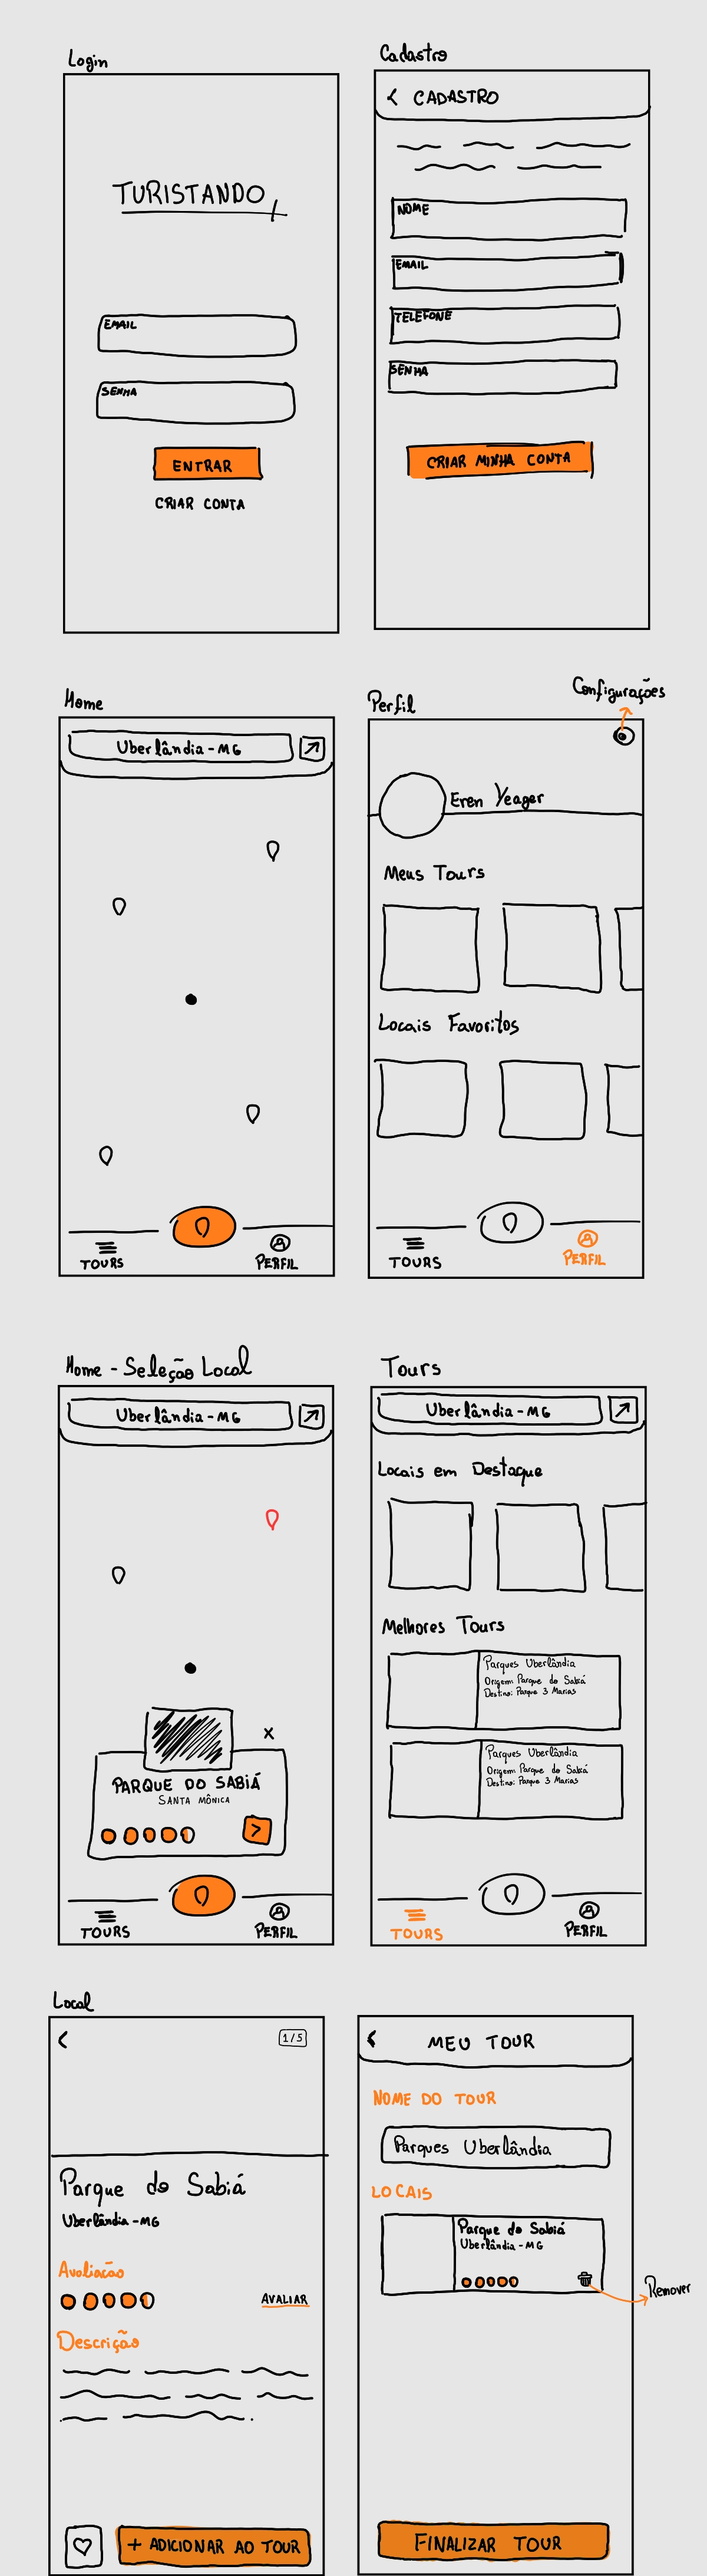 Login
TURISTANDO
EMAIL
SENHA
ENTRAR
CRIAR CONTA
Cadastro
< CADASTRO
NOME
EMAIL
TELEFONE
SENHA
CRIAR MINHA CONTA
Home
Uberlândia - MG
TOURS
PERFIL
Perfil
Configurações
Eren Yeager
Meus Tours
Locais Favoritos
TOURS
PERFIL
Home - Seleção Local
Uberlândia - MG
X
PARQUE DO SABIÁ
SANTA MÔNICA
>
TOURS
PERFIL
Tours
Uberlândia - MG
Locais em Destaque
Melhores Tours
Parques Uberlândia
Origem Parque do Sabiá
Destino: Parque 3 Marias
Parques Uberlândia
Origem Parque do Sabiá
Destino: Parque 3 Marias
TOURS
PERFIL
Local
<
1/5
Parque do Sabiá
Uberlândia - MG
Avaliação
AVALIAR
Descrição
+ ADICIONAR AO TOUR
< MEU TOUR
NOME DO TOUR
Parques Uberlândia
LOCAIS
Parque do Sabiá
Uberlândia - MG
Remover
FINALIZAR TOUR